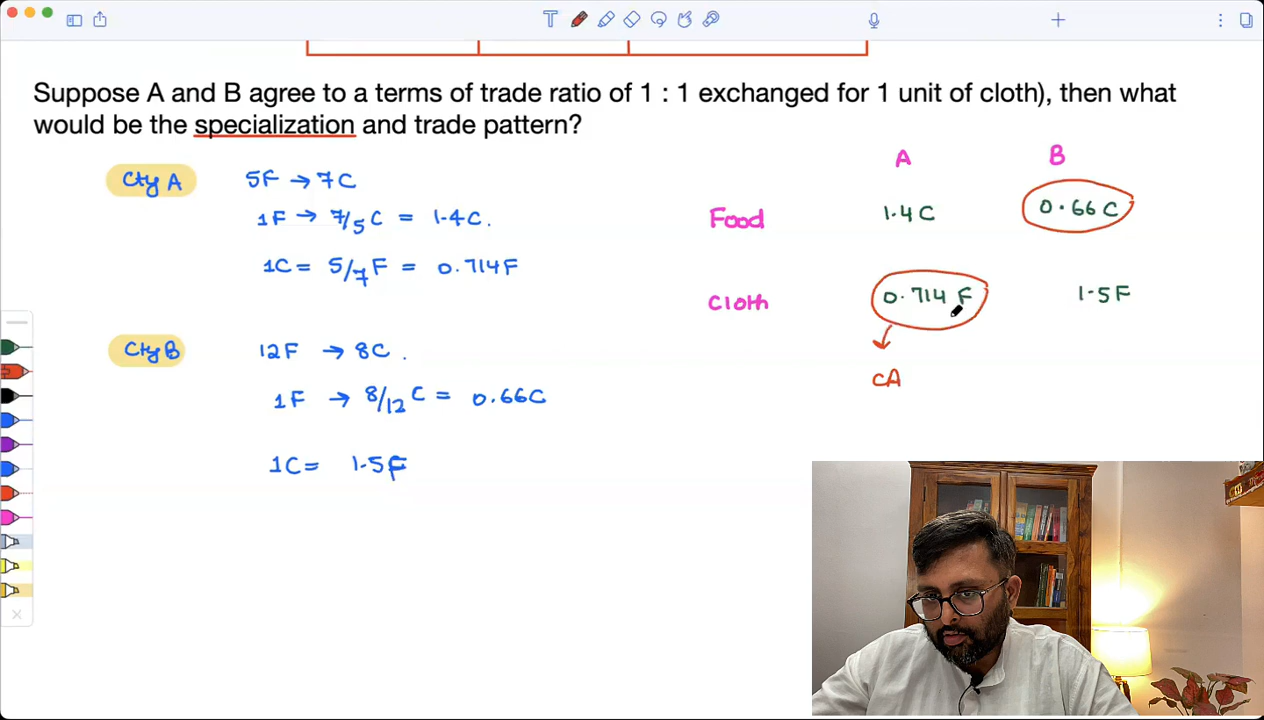 Suppose A and B agree to a terms of trade ratio of 1 : 1 exchanged for 1 unit of cloth), then what
would be the specialization and trade pattern?
Cty A
5F → 7C
1F → 7/5 C = 1.4C.
1C = 5/7 F = 0.714F
Cty B
12F → 8C .
1F → 8/12 C = 0.66C
1C = 1.5F
A B
Food 1.4C 0.66C
Cloth 0.714 F 1.5F
CA